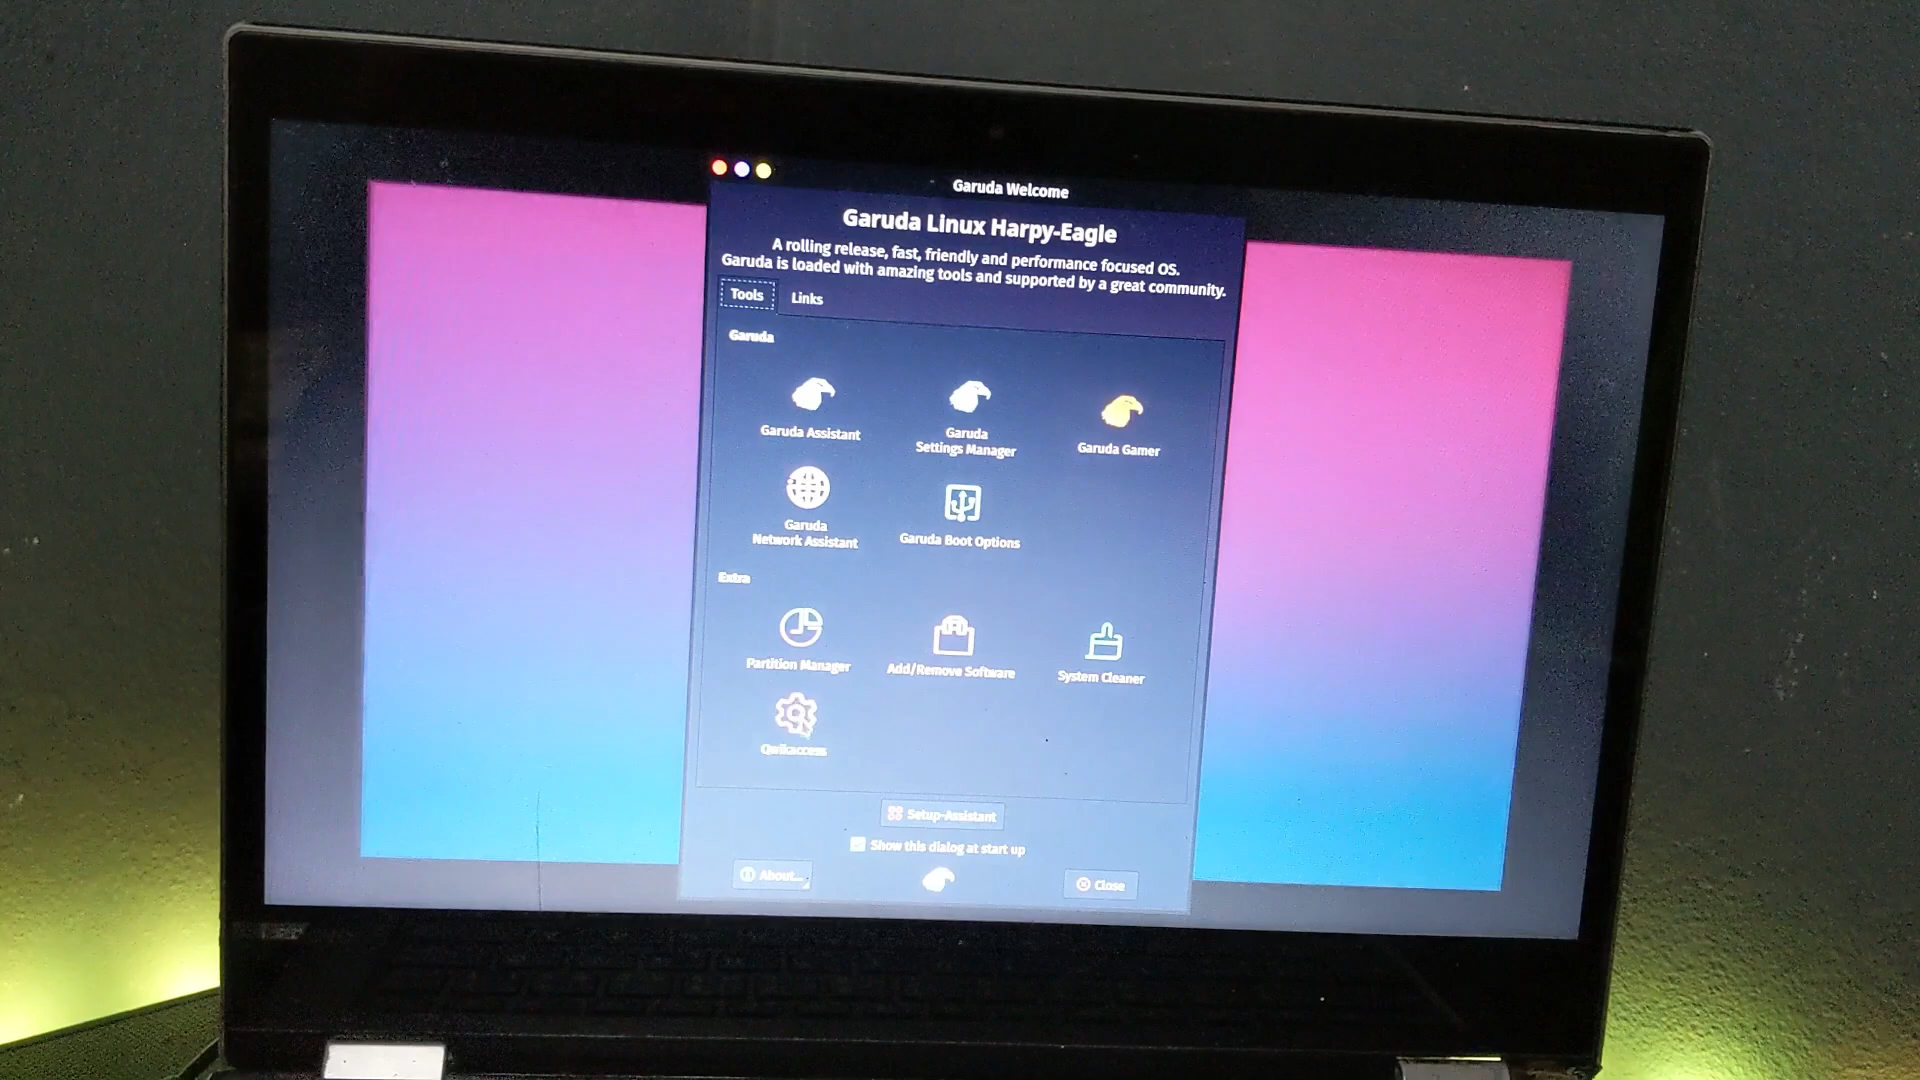 Garuda Welcome
Garuda Linux Harpy-Eagle
A rolling release, fast, friendly and performance focused OS.
Garuda is loaded with amazing tools and supported by a great community.
Tools Links
Garuda
Garuda Assistant
Garuda
Settings Manager
Garuda Gamer
Garuda
Network Assistant
Garuda Boot Options
Extra
Partition Manager
Add/Remove Software
System Cleaner
Qwikaccess
Setup-Assistant
Show this dialog at start up
About...
Close